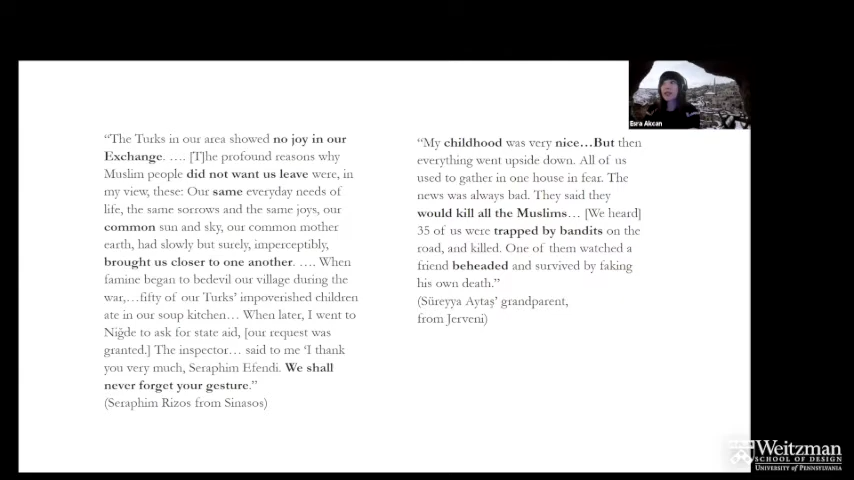 “The Turks in our area showed no joy in our
Exchange. …. [T]he profound reasons why
Muslim people did not want us leave were, in
my view, these: Our same everyday needs of
life, the same sorrows and the same joys, our
common sun and sky, our common mother
earth, had slowly but surely, imperceptibly,
brought us closer to one another. …. When
famine began to bedevil our village during the
war,…fifty of our Turks’ impoverished children
ate in our soup kitchen… When later, I went to
Niğde to ask for state aid, [our request was
granted.] The inspector… said to me ‘I thank
you very much, Seraphim Efendi. We shall
never forget your gesture.”
(Seraphim Rizos from Sinasos)
“My childhood was very nice…But then
everything went upside down. All of us
used to gather in one house in fear. The
news was always bad. They said they
would kill all the Muslims… [We heard]
35 of us were trapped by bandits on the
road, and killed. One of them watched a
friend beheaded and survived by faking
his own death.”
(Süreyya Aytaş’ grandparent,
from Jerveni)
Esra Akcan
Weitzman
SCHOOL OF DESIGN
UNIVERSITY OF PENNSYLVANIA